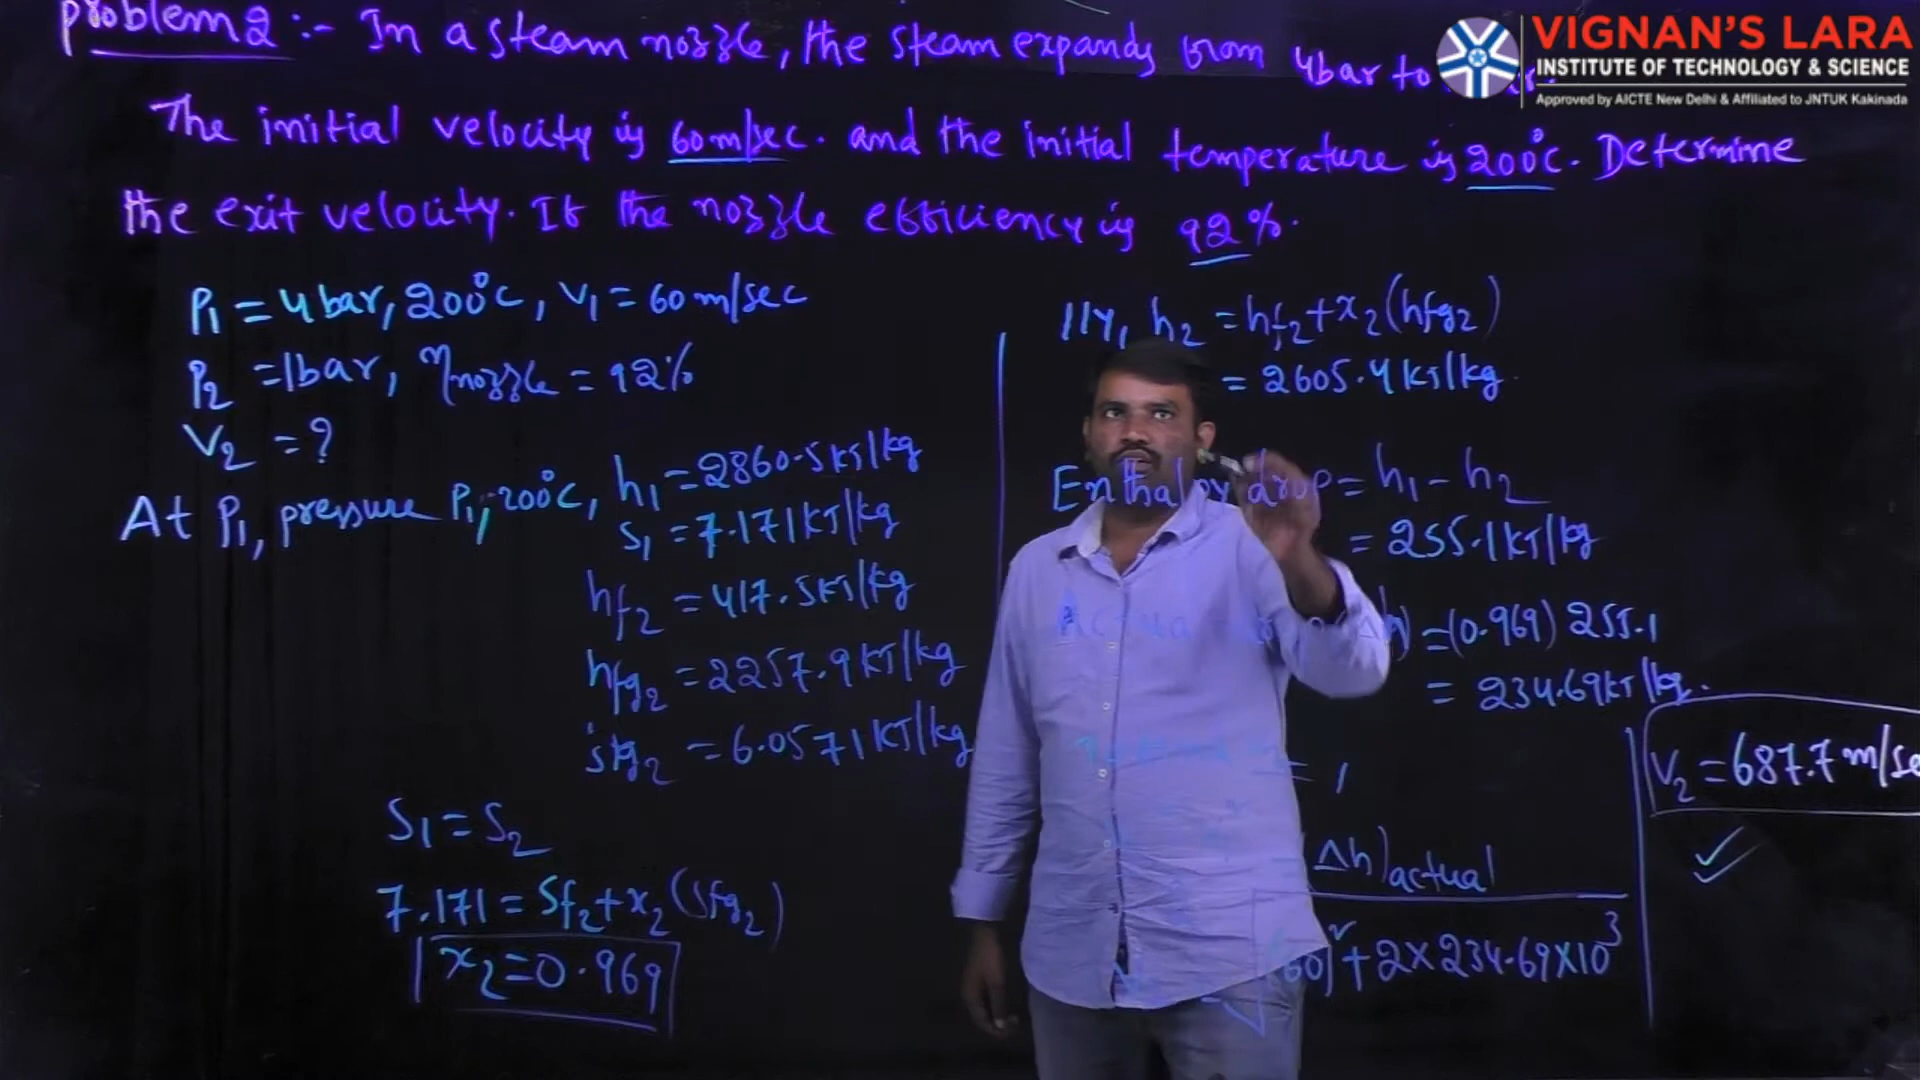 problem 2 :- In a steam nozzle, the steam expands from 4bar to
The initial velocity is 60 m/sec. and the initial temperature is 200°C. Determine
the exit velocity. If the nozzle efficiency is 92%.
P1 = 4 bar, 200°C, V1 = 60 m/sec
P2 = 1 bar, ηnozzle = 92%
V2 = ?
At P1, pressure P1, 200°C, h1 = 2860.5 KJ/kg
S1 = 7.171 KJ/kg
hf2 = 417.5 KJ/kg
hfg2 = 2257.9 KJ/kg
sfg2 = 6.0571 KJ/kg
S1 = S2
7.171 = Sf2 + x2 (Sfg2)
x2 = 0.969
lly, h2 = hf2 + x2 (hfg2)
= 2605.4 KJ/kg.
Enthalpy drop = h1 - h2
= 255.1 KJ/kg
Actual = (0.969) 255.1
= 234.69 KJ/kg.
= 1
Δh)actual
(60)² + 2 × 234.69 × 10³
V2 = 687.7 m/se
VIGNAN'S LARA
INSTITUTE OF TECHNOLOGY & SCIENCE
Approved by AICTE New Delhi & Affiliated to JNTUK Kakinada